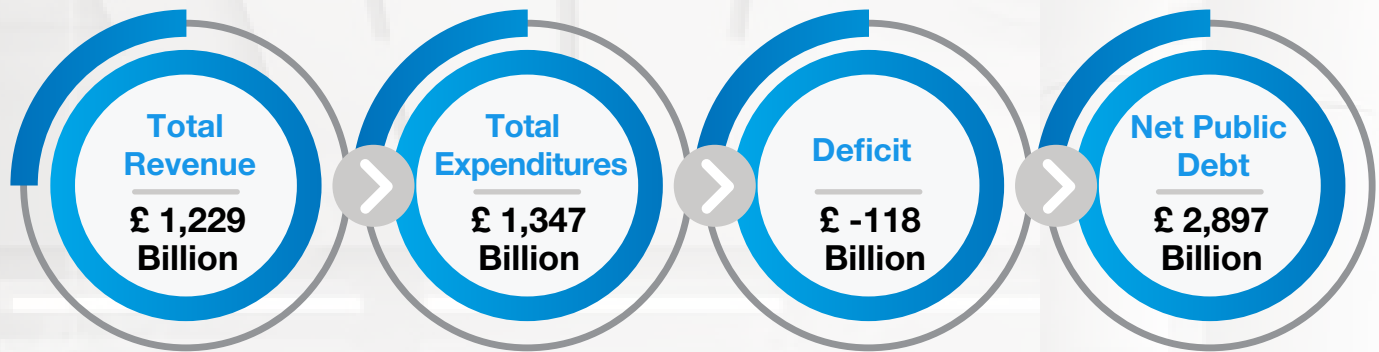 Total
Revenue
£ 1,229
Billion
Total
Expenditures
£ 1,347
Billion
Deficit
£ -118
Billion
Net Public
Debt
£ 2,897
Billion